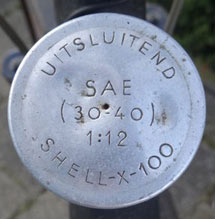 UITSLUITEND
SAE
(30-40)
1:12
SHELL-X-100